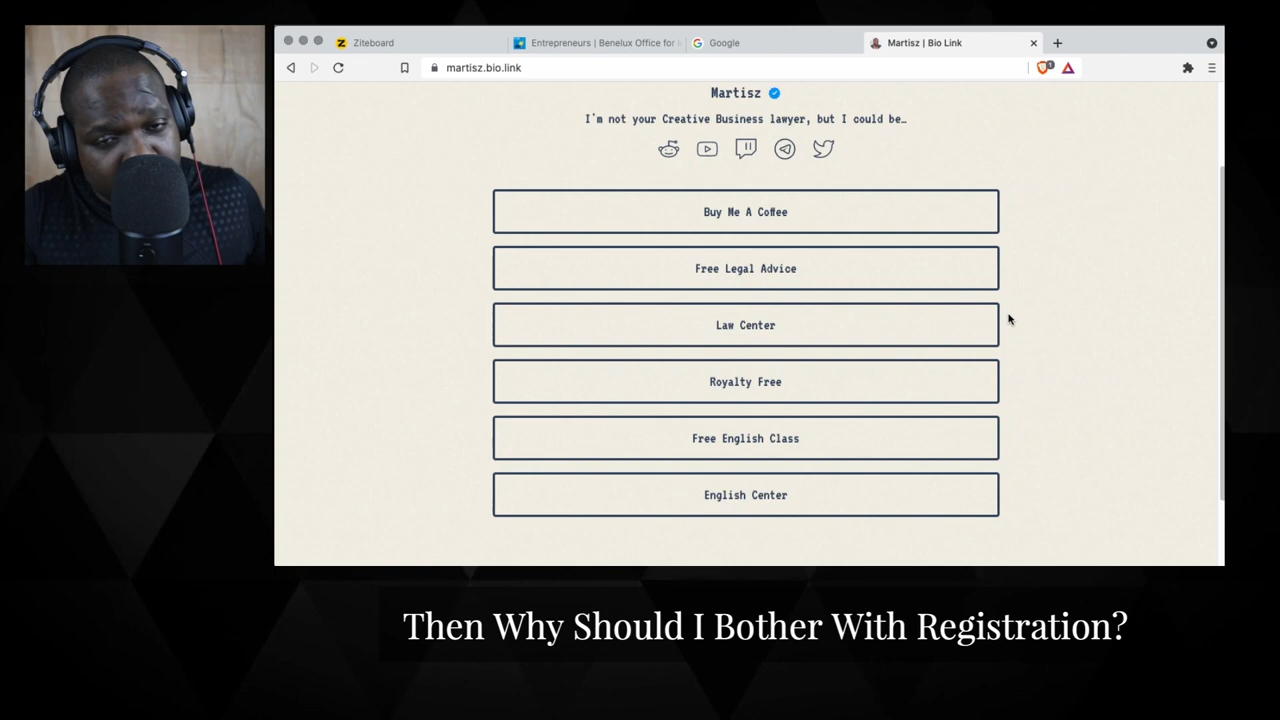 Ziteboard
Entrepreneurs | Benelux Office for
Google
Martisz | Bio Link
martisz.bio.link
1
Martisz
I'm not your Creative Business lawyer, but I could be…
Buy Me A Coffee
Free Legal Advice
Law Center
Royalty Free
Free English Class
English Center
Then Why Should I Bother With Registration?